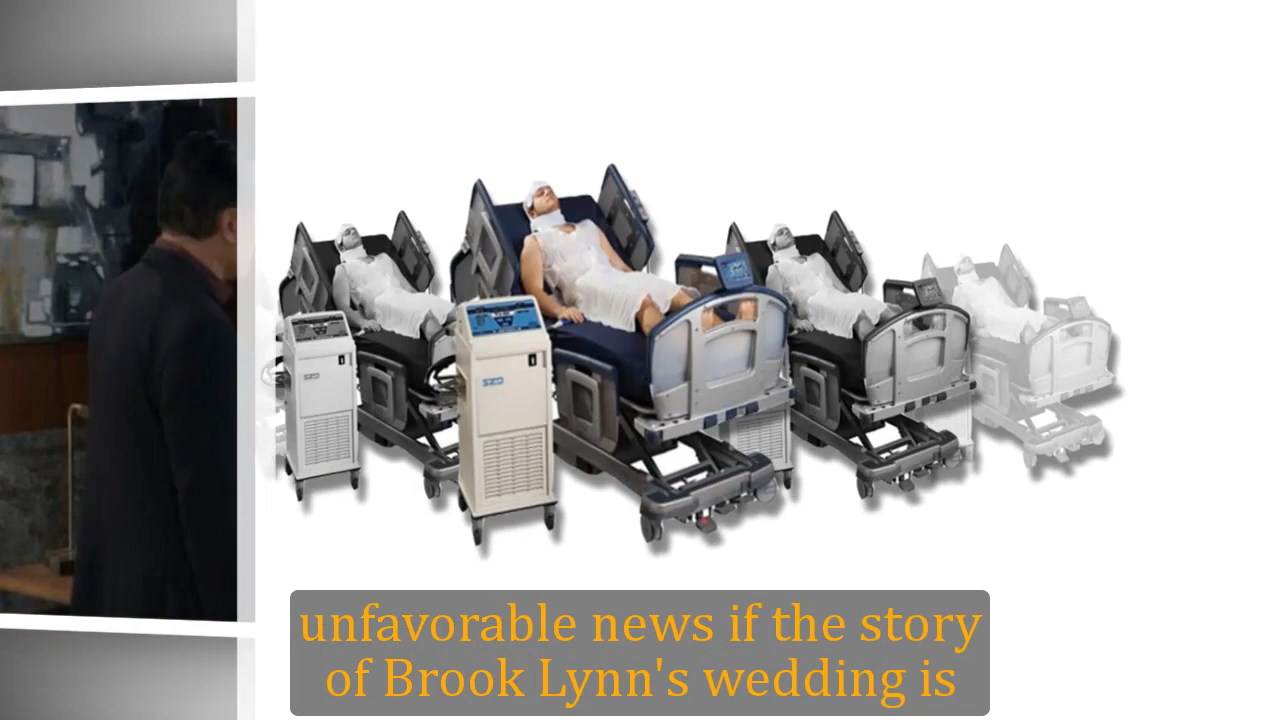 unfavorable news if the story
of Brook Lynn's wedding is